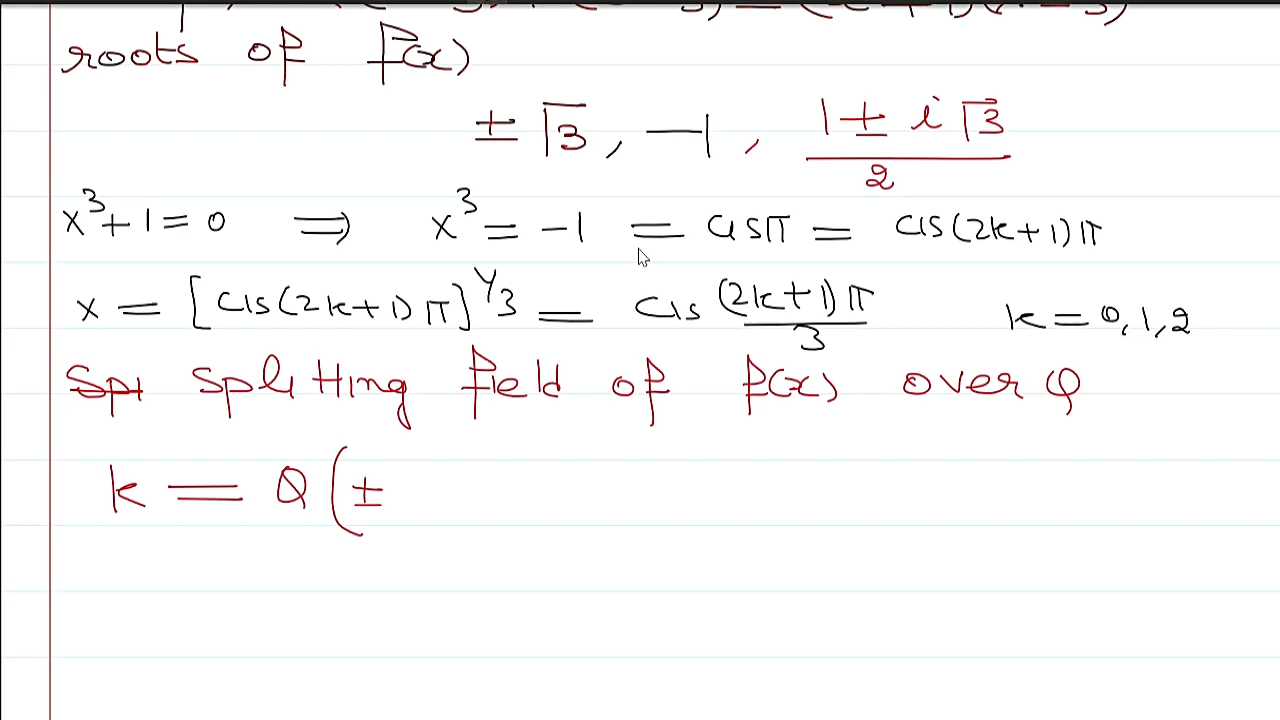 roots of f(x)
± √3 , -1 , (1 ± i√3)/2
x³+1=0 ⇒ x³ = -1 = cis π = cis(2k+1)π
x = [cis(2k+1)π]^1/3 = cis (2k+1)π/3 k = 0,1,2
Spl splitting field of f(x) over Q
k = Q(±